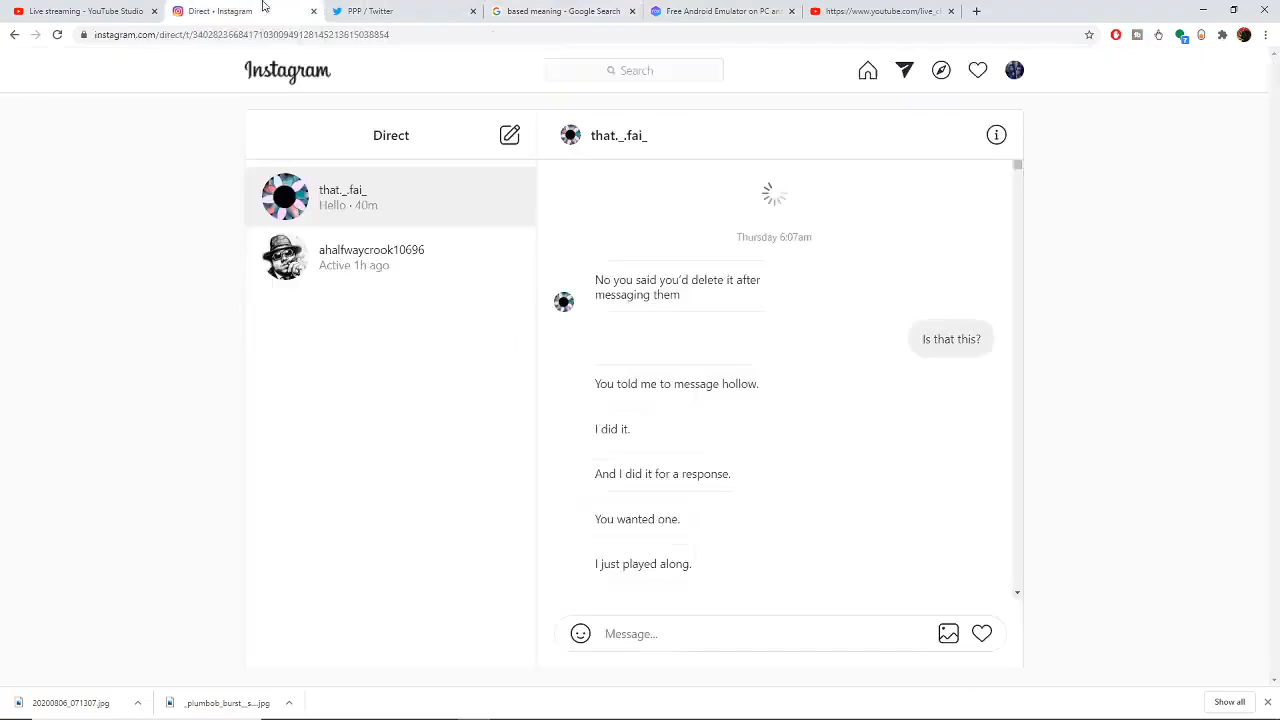 Live streaming - YouTube Studio
Direct • Instagram
PPP / Twitter
based meaning - Google Search
Free Android Emulator on PC an
https://www.youtube.com/live_cl
instagram.com/direct/t/340282366841710300949128145213615038854
Instagram
Search
Direct
that._.fai_
that._.fai_
Hello · 40m
ahalfwaycrook10696
Active 1h ago
Thursday 6:07am
No you said you'd delete it after
messaging them
Is that this?
You told me to message hollow.
I did it.
And I did it for a response.
You wanted one.
I just played along.
Message...
20200806_071307.jpg
_plumbob_burst__s....jpg
Show all